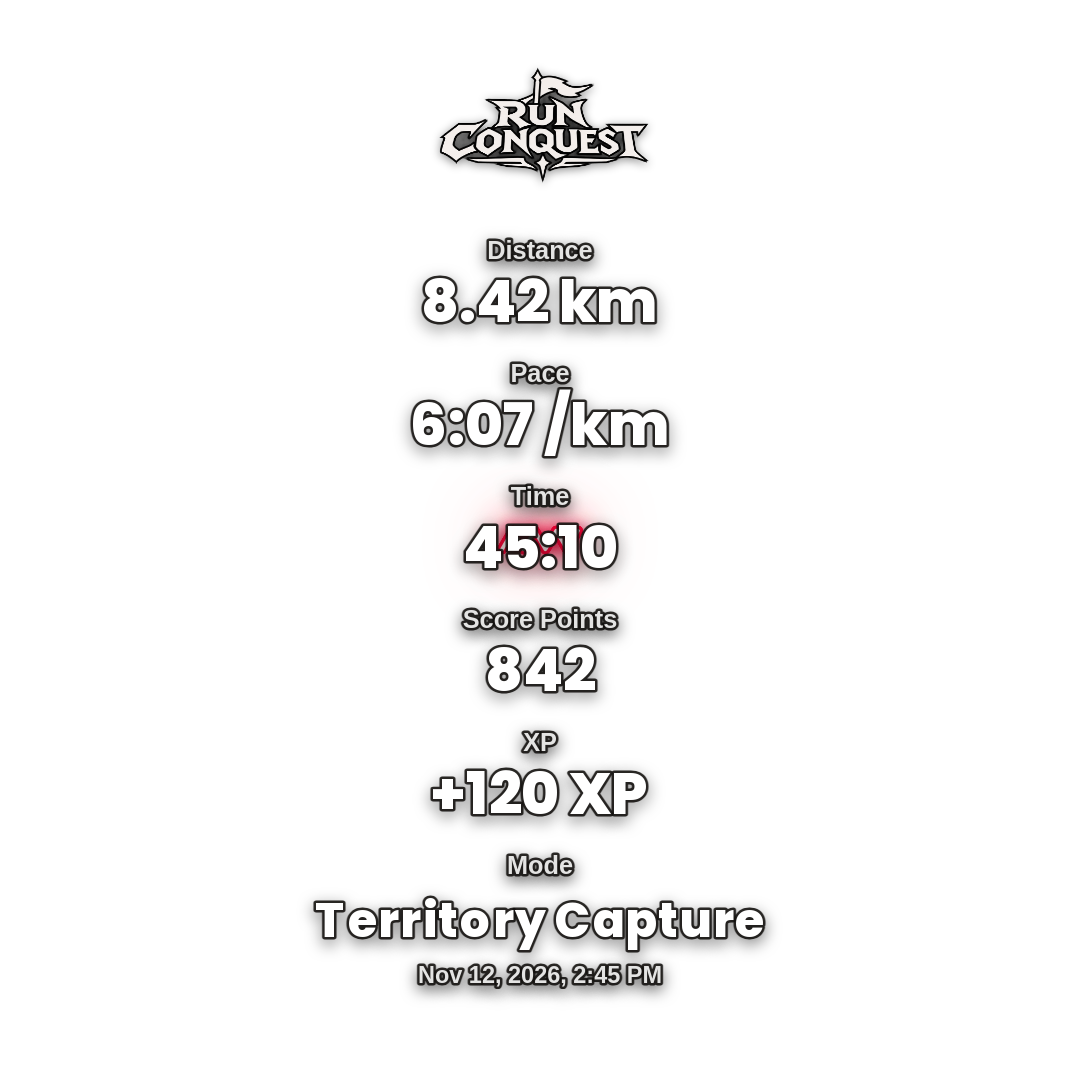 RUN
CONQUEST
Distance
8.42 km
Pace
6:07 /km
Time
45:10
Score Points
842
XP
+120 XP
Mode
Territory Capture
Nov 12, 2026, 2:45 PM